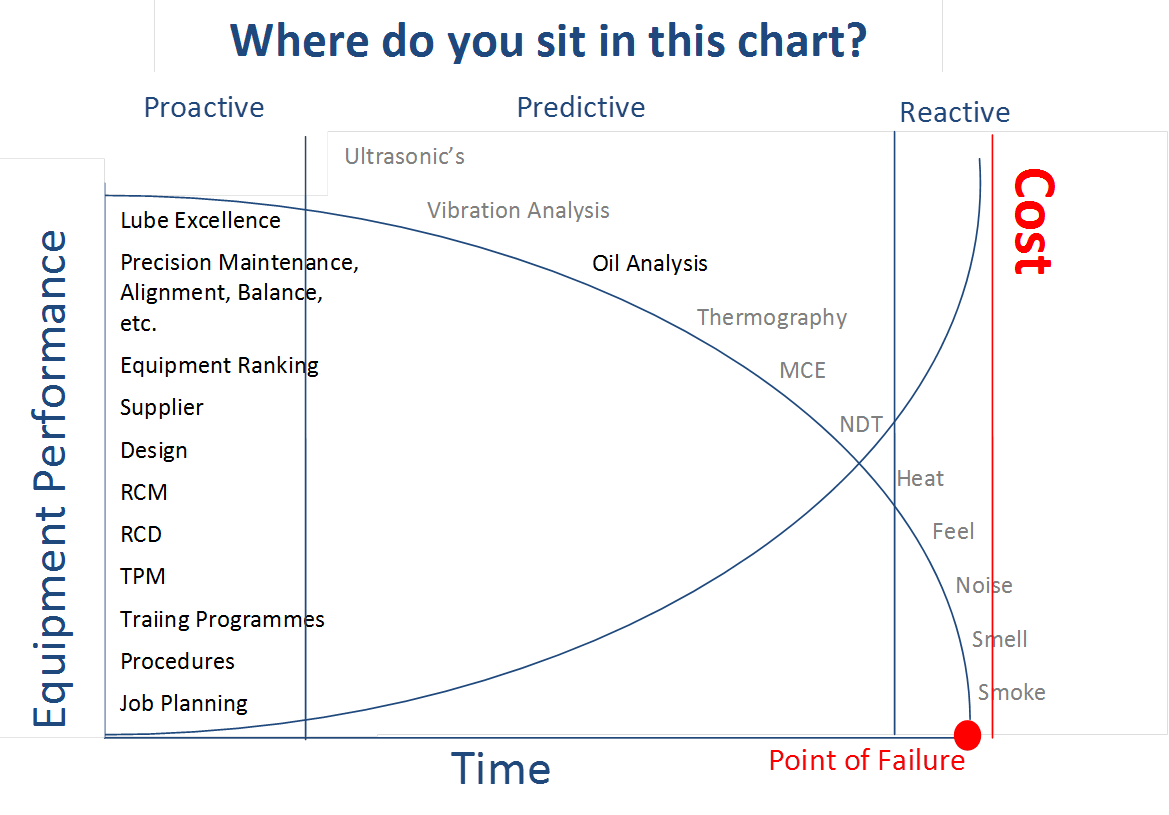 Where do you sit in this chart?
Proactive
Predictive
Reactive
Ultrasonic’s
Vibration Analysis
Oil Analysis
Thermography
MCE
NDT
Heat
Feel
Noise
Smell
Smoke
Lube Excellence
Precision Maintenance,
Alignment, Balance,
etc.
Equipment Ranking
Supplier
Design
RCM
RCD
TPM
Traiing Programmes
Procedures
Job Planning
Equipment Performance
Cost
Time
Point of Failure